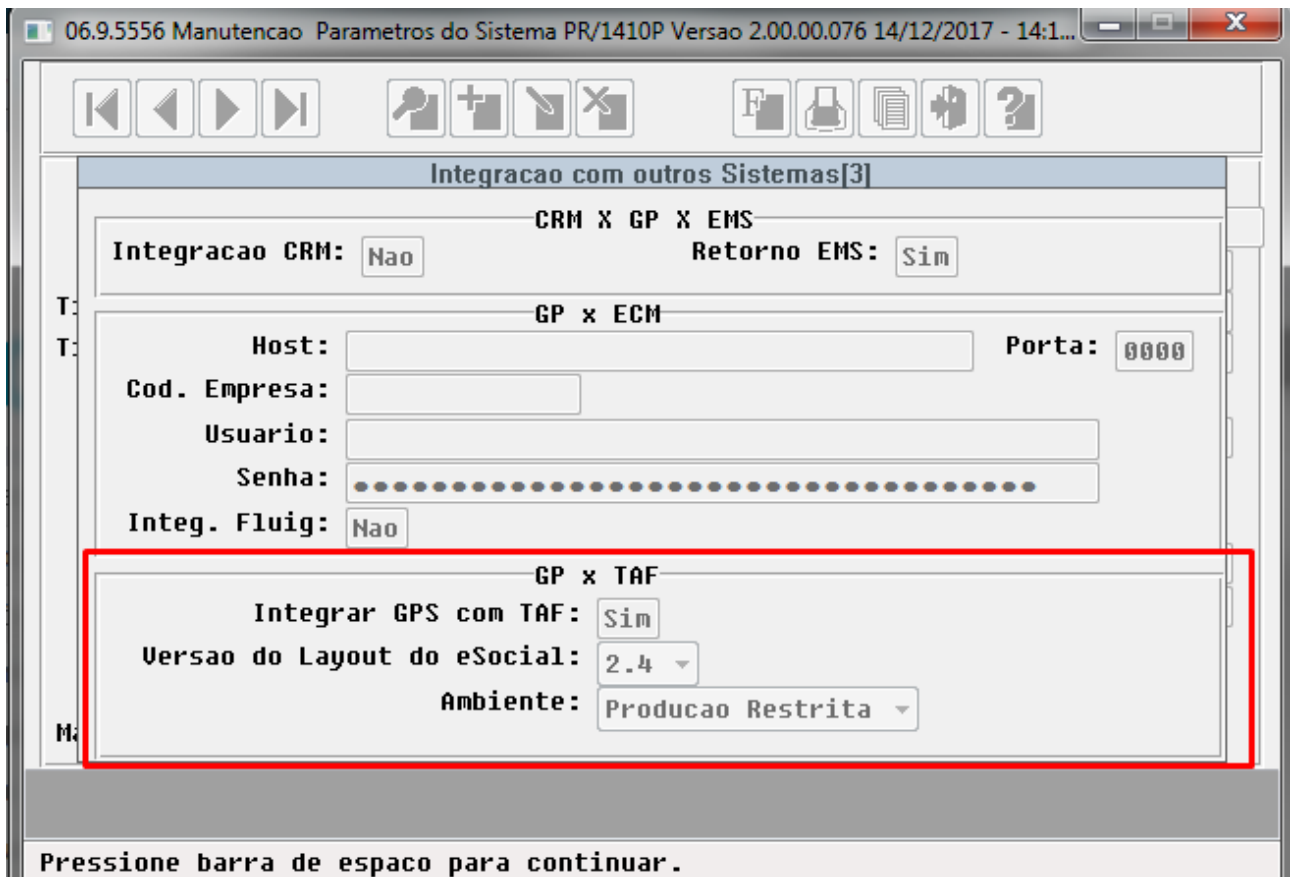 06.9.5556 Manutencao Parametros do Sistema PR/1410P Versao 2.00.00.076 14/12/2017 - 14:1...
Integracao com outros Sistemas[3]
CRM X GP X EMS
Integracao CRM: Nao Retorno EMS: Sim
GP x ECM
Host: Porta: 0000
Cod. Empresa:
Usuario:
Senha: 
Integ. Fluig: Nao
GP x TAF
Integrar GPS com TAF: Sim
Versao do Layout do eSocial: 2.4
Ambiente: Producao Restrita
Pressione barra de espaco para continuar.